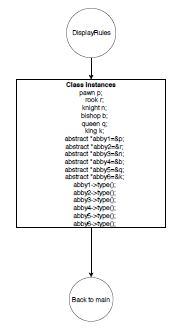 DisplayRules
Class Instances
pawn p;
rook r;
knight n;
bishop b;
queen q;
king k;
abstract *abby1=&p;
abstract *abby2=&r;
abstract *abby3=&n;
abstract *abby4=&b;
abstract *abby5=&q;
abstract *abby6=&k;
abby1->type();
abby2->type();
abby3->type();
abby4->type();
abby5->type();
abby6->type();
Back to main